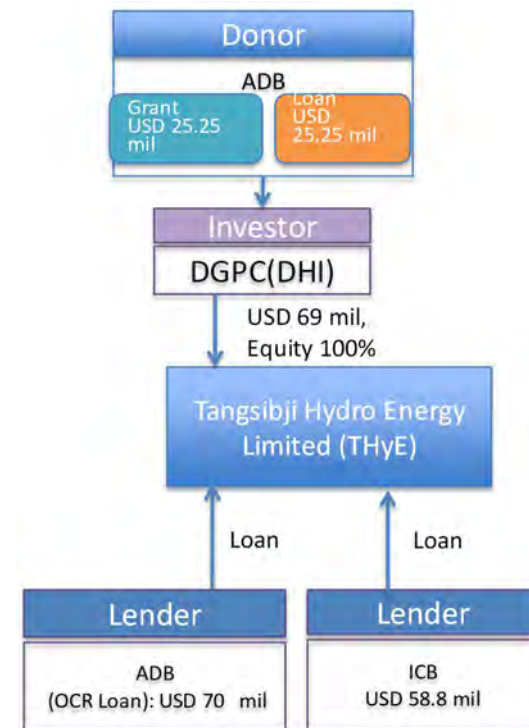 Donor
ADB
Grant
USD 25.25
mil
Loan
USD
25,25 mil
Investor
DGPC(DHI)
USD 69 mil,
Equity 100%
Tangsibji Hydro Energy
Limited (THyE)
Loan
Loan
Lender
ADB
(OCR Loan): USD 70 mil
Lender
ICB
USD 58.8 mil